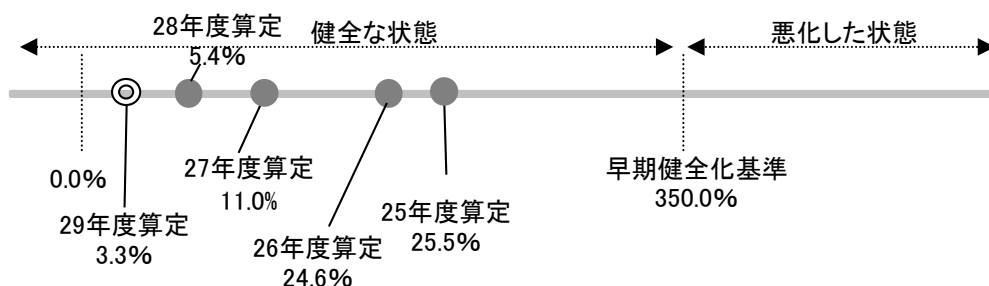 28年度算定
5.4%
健全な状態
悪化した状態
0.0%
29年度算定
3.3%
27年度算定
11.0%
26年度算定
24.6%
25年度算定
25.5%
早期健全化基準
350.0%